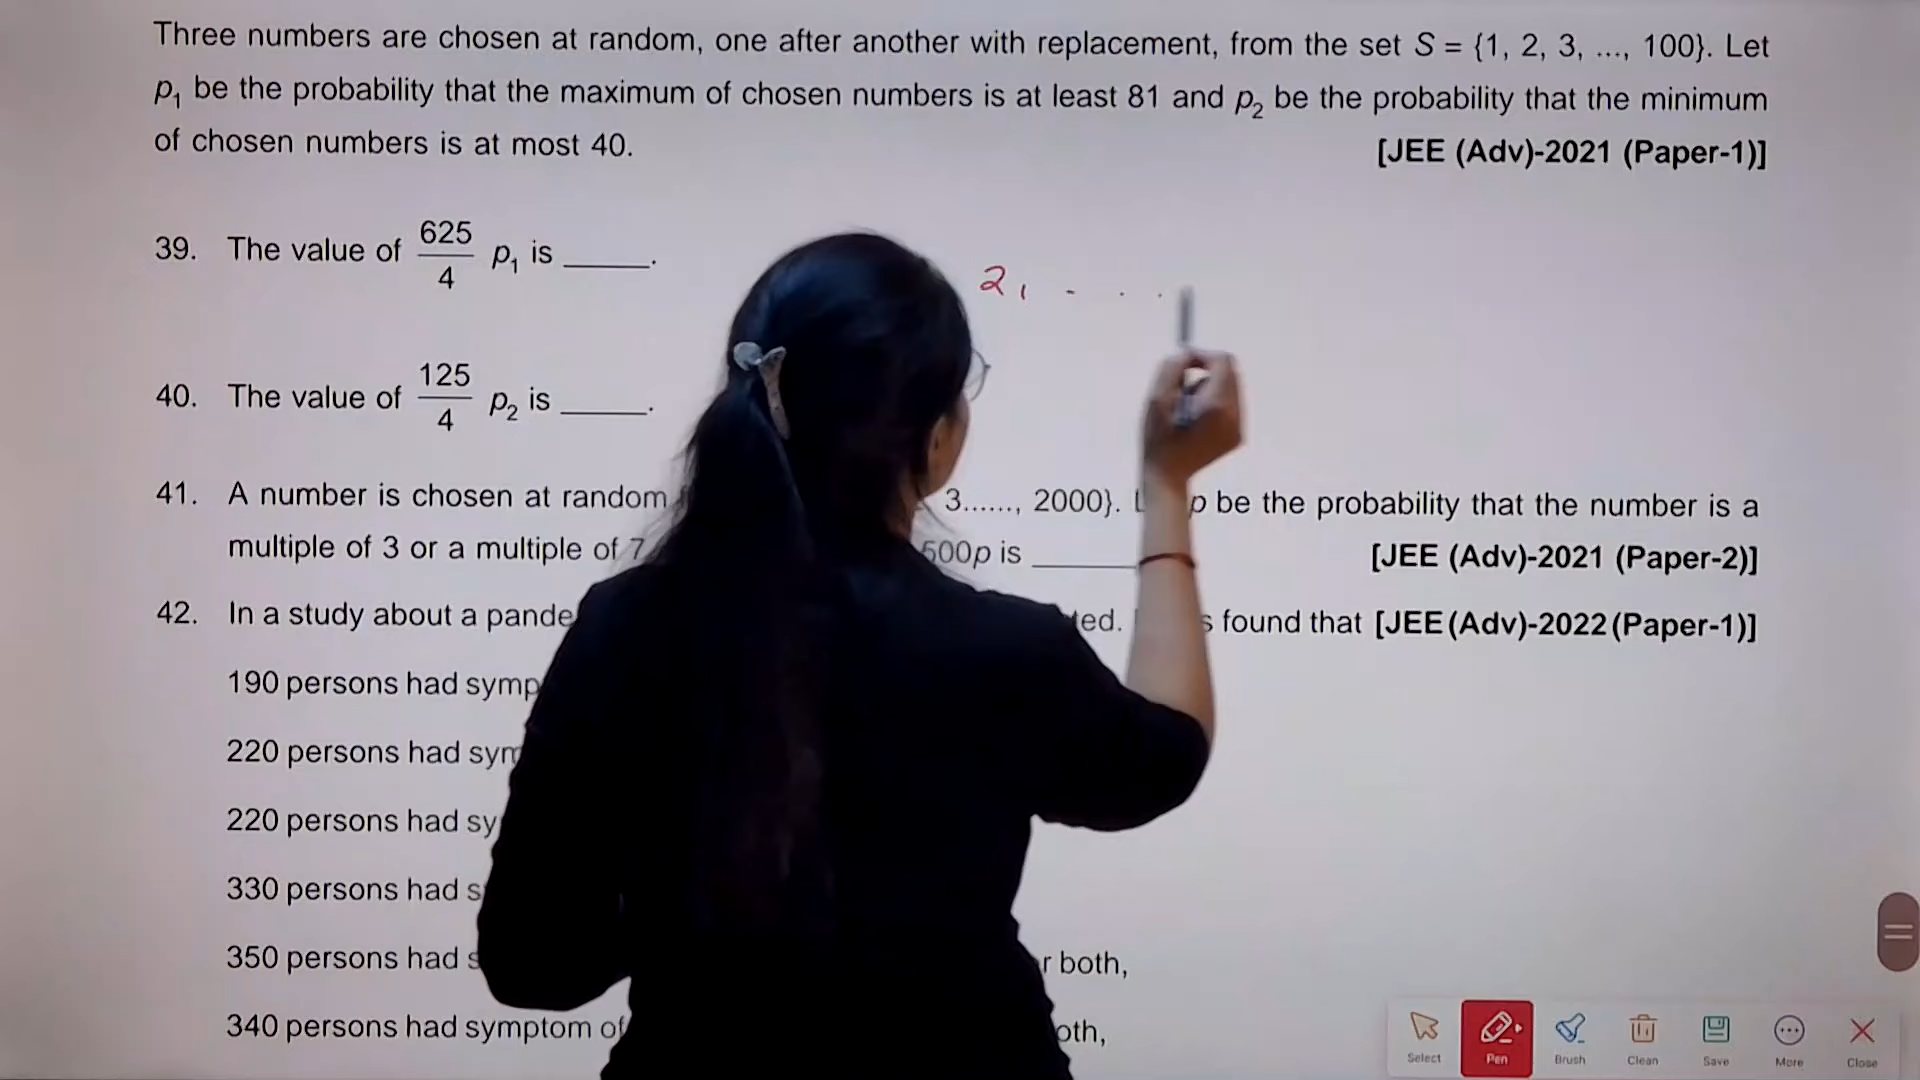 Three numbers are chosen at random, one after another with replacement, from the set S = {1, 2, 3, ..., 100}. Let
p₁ be the probability that the maximum of chosen numbers is at least 81 and p₂ be the probability that the minimum
of chosen numbers is at most 40. [JEE (Adv)-2021 (Paper-1)]
39. The value of 625/4 p₁ is _____.
2, - . .
40. The value of 125/4 p₂ is _____.
41. A number is chosen at random 3......, 2000}. p be the probability that the number is a
multiple of 3 or a multiple of 7 500p is ______ [JEE (Adv)-2021 (Paper-2)]
42. In a study about a found that [JEE (Adv)-2022 (Paper-1)]
190 persons had
220 persons had
220 persons had
330 persons had
350 persons had both,
340 persons had symptom of
Select Pen Brush Clean Save More Close